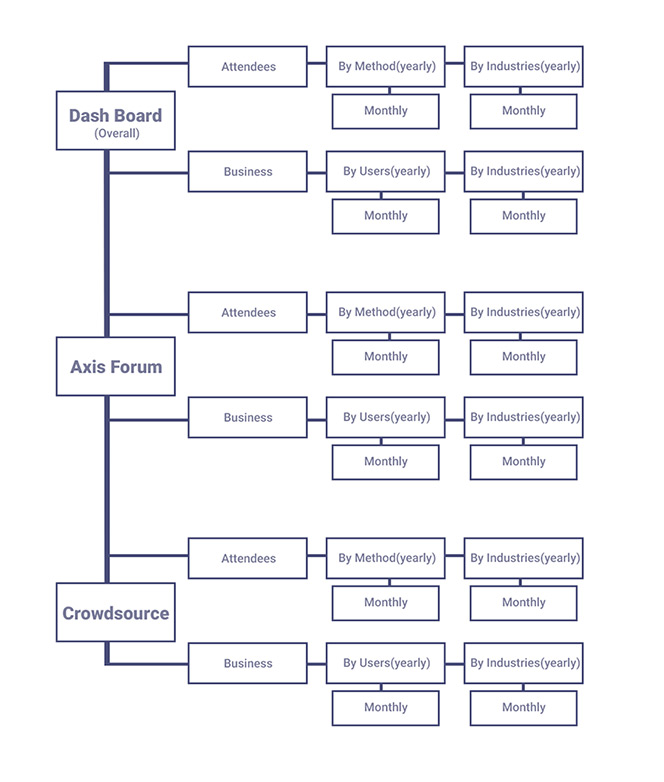 Attendees
By Method(yearly)
By Industries(yearly)
Monthly
Monthly
Dash Board
(Overall)
Business
By Users(yearly)
By Industries(yearly)
Monthly
Monthly
Attendees
By Method(yearly)
By Industries(yearly)
Monthly
Monthly
Axis Forum
Business
By Users(yearly)
By Industries(yearly)
Monthly
Monthly
Attendees
By Method(yearly)
By Industries(yearly)
Monthly
Monthly
Crowdsource
Business
By Users(yearly)
By Industries(yearly)
Monthly
Monthly